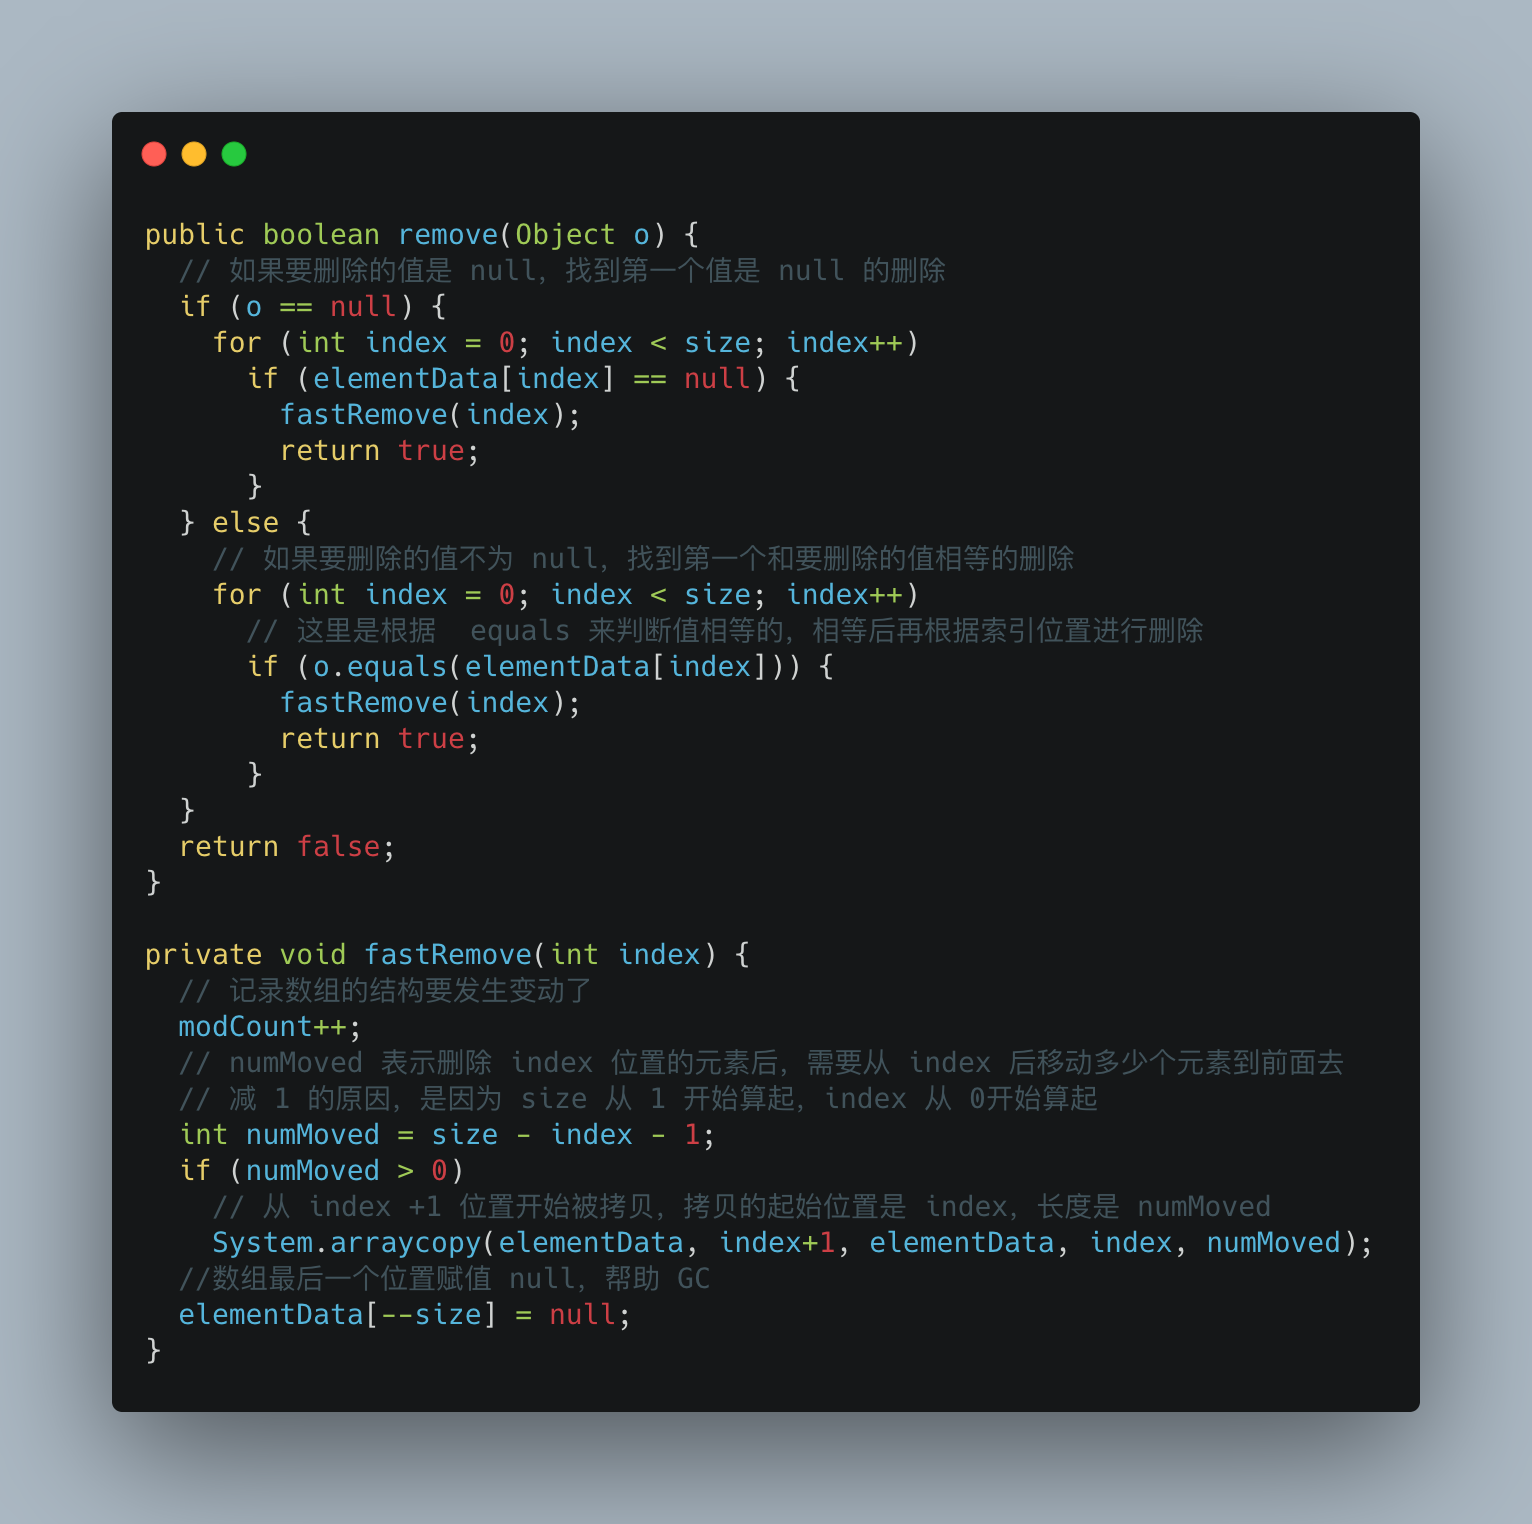 public boolean remove(Object o) {
  // 如果要删除的值是 null，找到第一个值是 null 的删除
  if (o == null) {
    for (int index = 0; index < size; index++)
      if (elementData[index] == null) {
        fastRemove(index);
        return true;
      }
  } else {
    // 如果要删除的值不为 null，找到第一个和要删除的值相等的删除
    for (int index = 0; index < size; index++)
      // 这里是根据  equals 来判断值相等的，相等后再根据索引位置进行删除
      if (o.equals(elementData[index])) {
        fastRemove(index);
        return true;
      }
  }
  return false;
}

private void fastRemove(int index) {
  // 记录数组的结构要发生变动了
  modCount++;
  // numMoved 表示删除 index 位置的元素后，需要从 index 后移动多少个元素到前面去
  // 减 1 的原因，是因为 size 从 1 开始算起，index 从 0开始算起
  int numMoved = size - index - 1;
  if (numMoved > 0)
    // 从 index +1 位置开始被拷贝，拷贝的起始位置是 index，长度是 numMoved
    System.arraycopy(elementData, index+1, elementData, index, numMoved);
  //数组最后一个位置赋值 null，帮助 GC
  elementData[--size] = null;
}